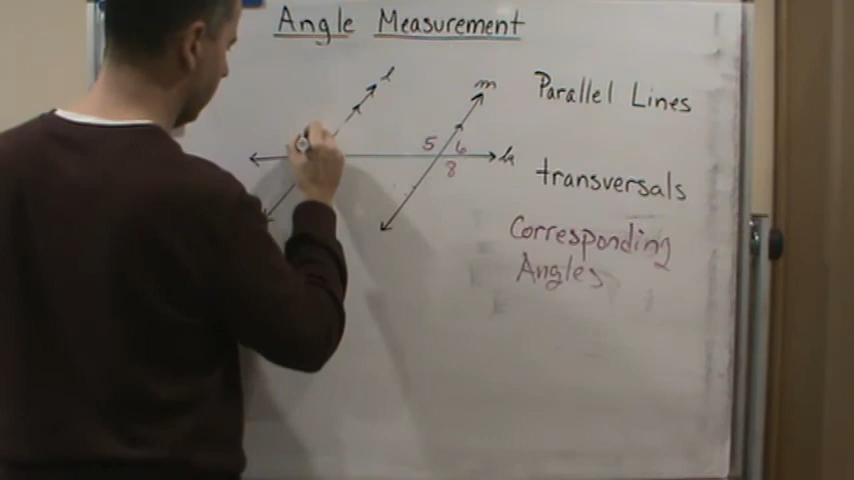 Angle Measurement
l
m
Parallel Lines
5 6
8
transversals
Corresponding
Angles